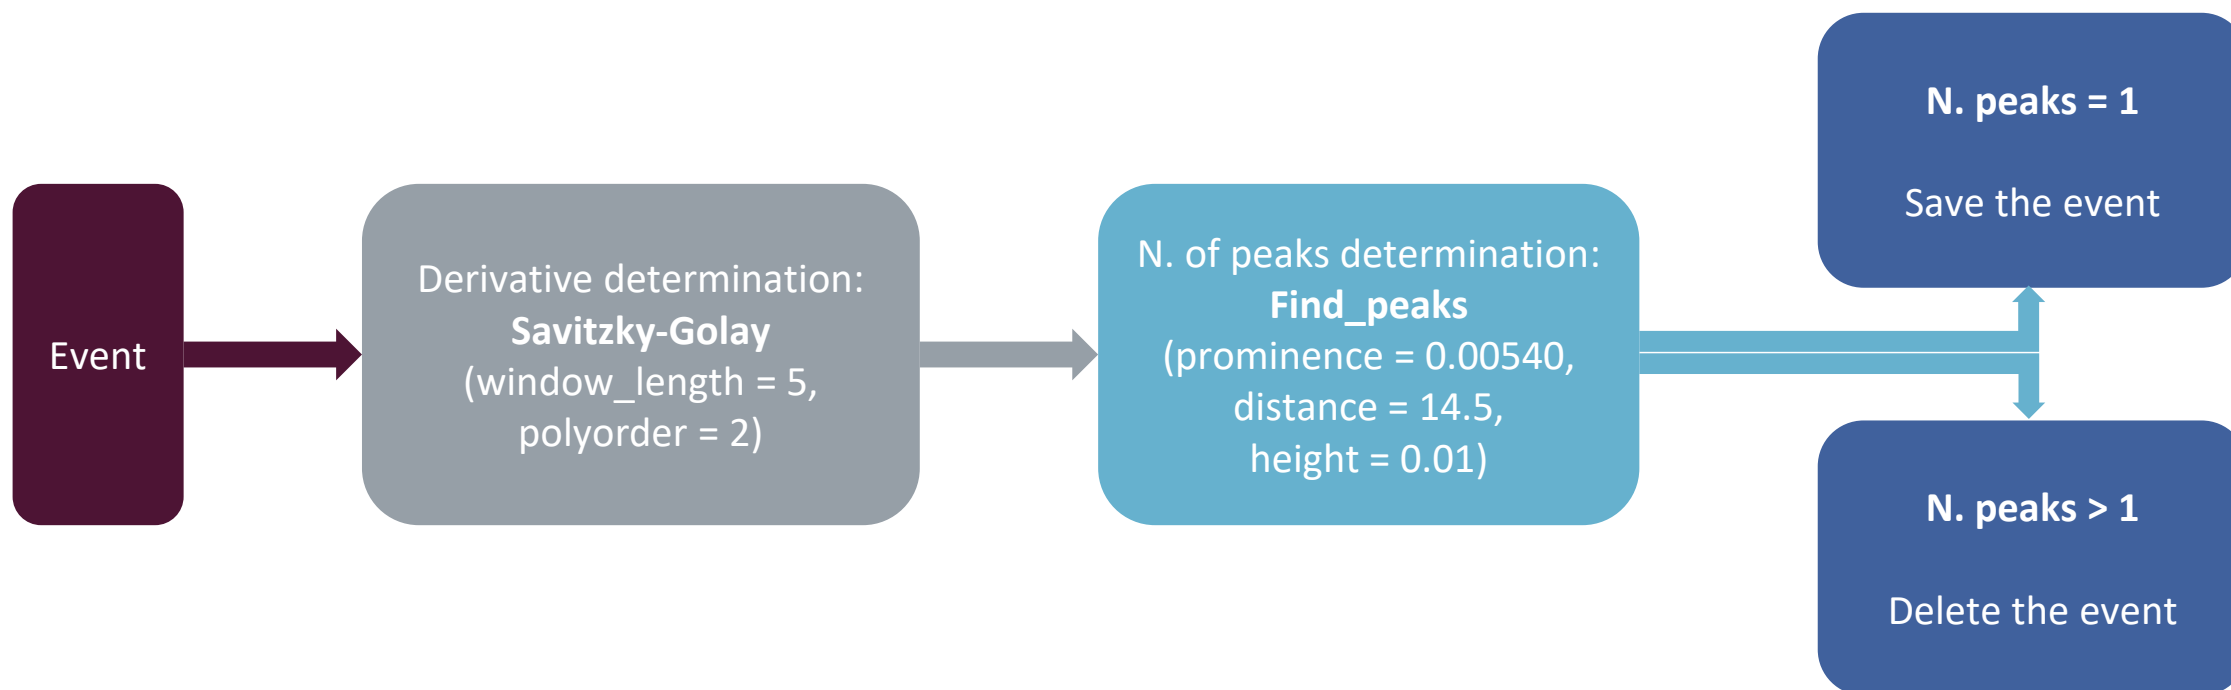 Event
Derivative determination:
Savitzky-Golay
(window_length = 5,
polyorder = 2)
N. of peaks determination:
Find_peaks
(prominence = 0.00540,
distance = 14.5,
height = 0.01)
N. peaks = 1
Save the event
N. peaks > 1
Delete the event